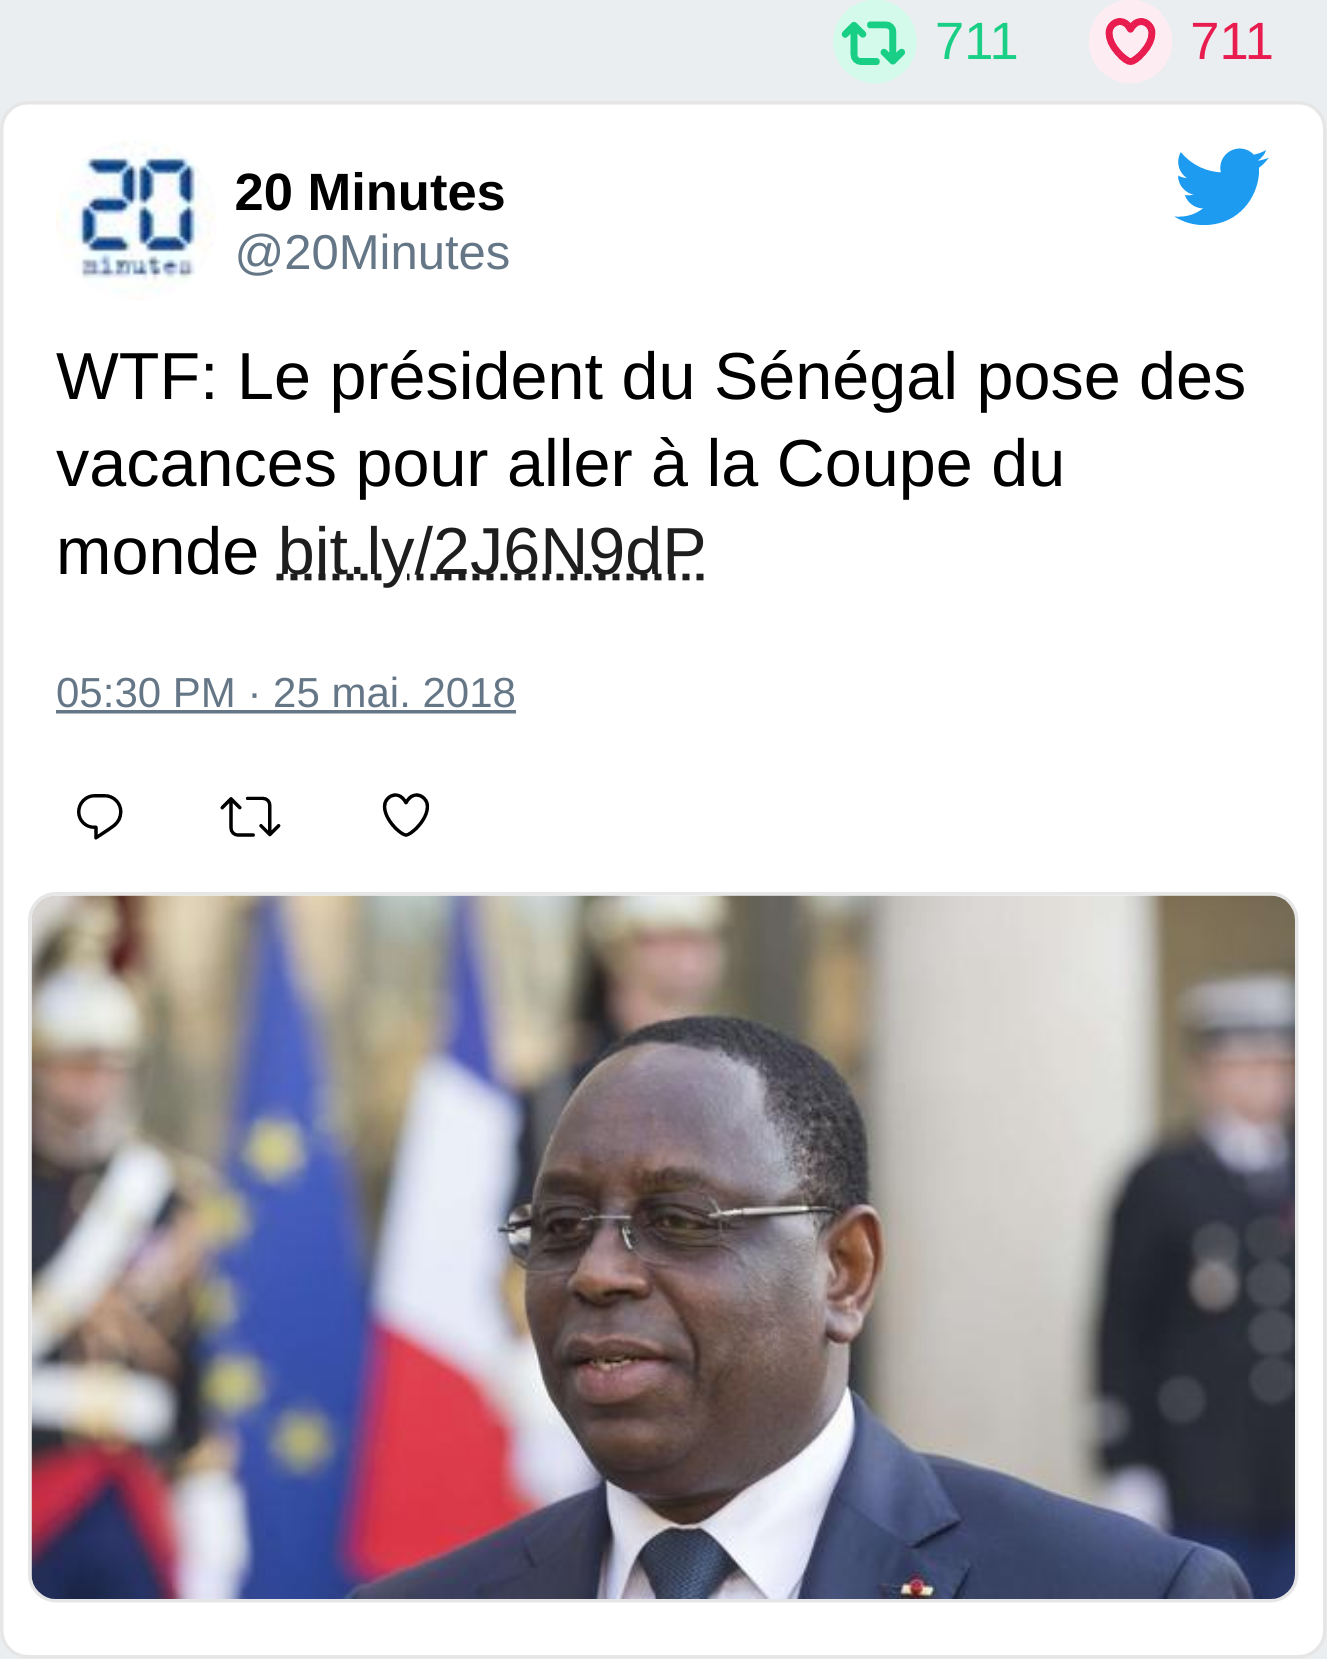 711 711
20
minutes
20 Minutes
@20Minutes
WTF: Le président du Sénégal pose des
vacances pour aller à la Coupe du
monde bit.ly/2J6N9dP
05:30 PM · 25 mai. 2018